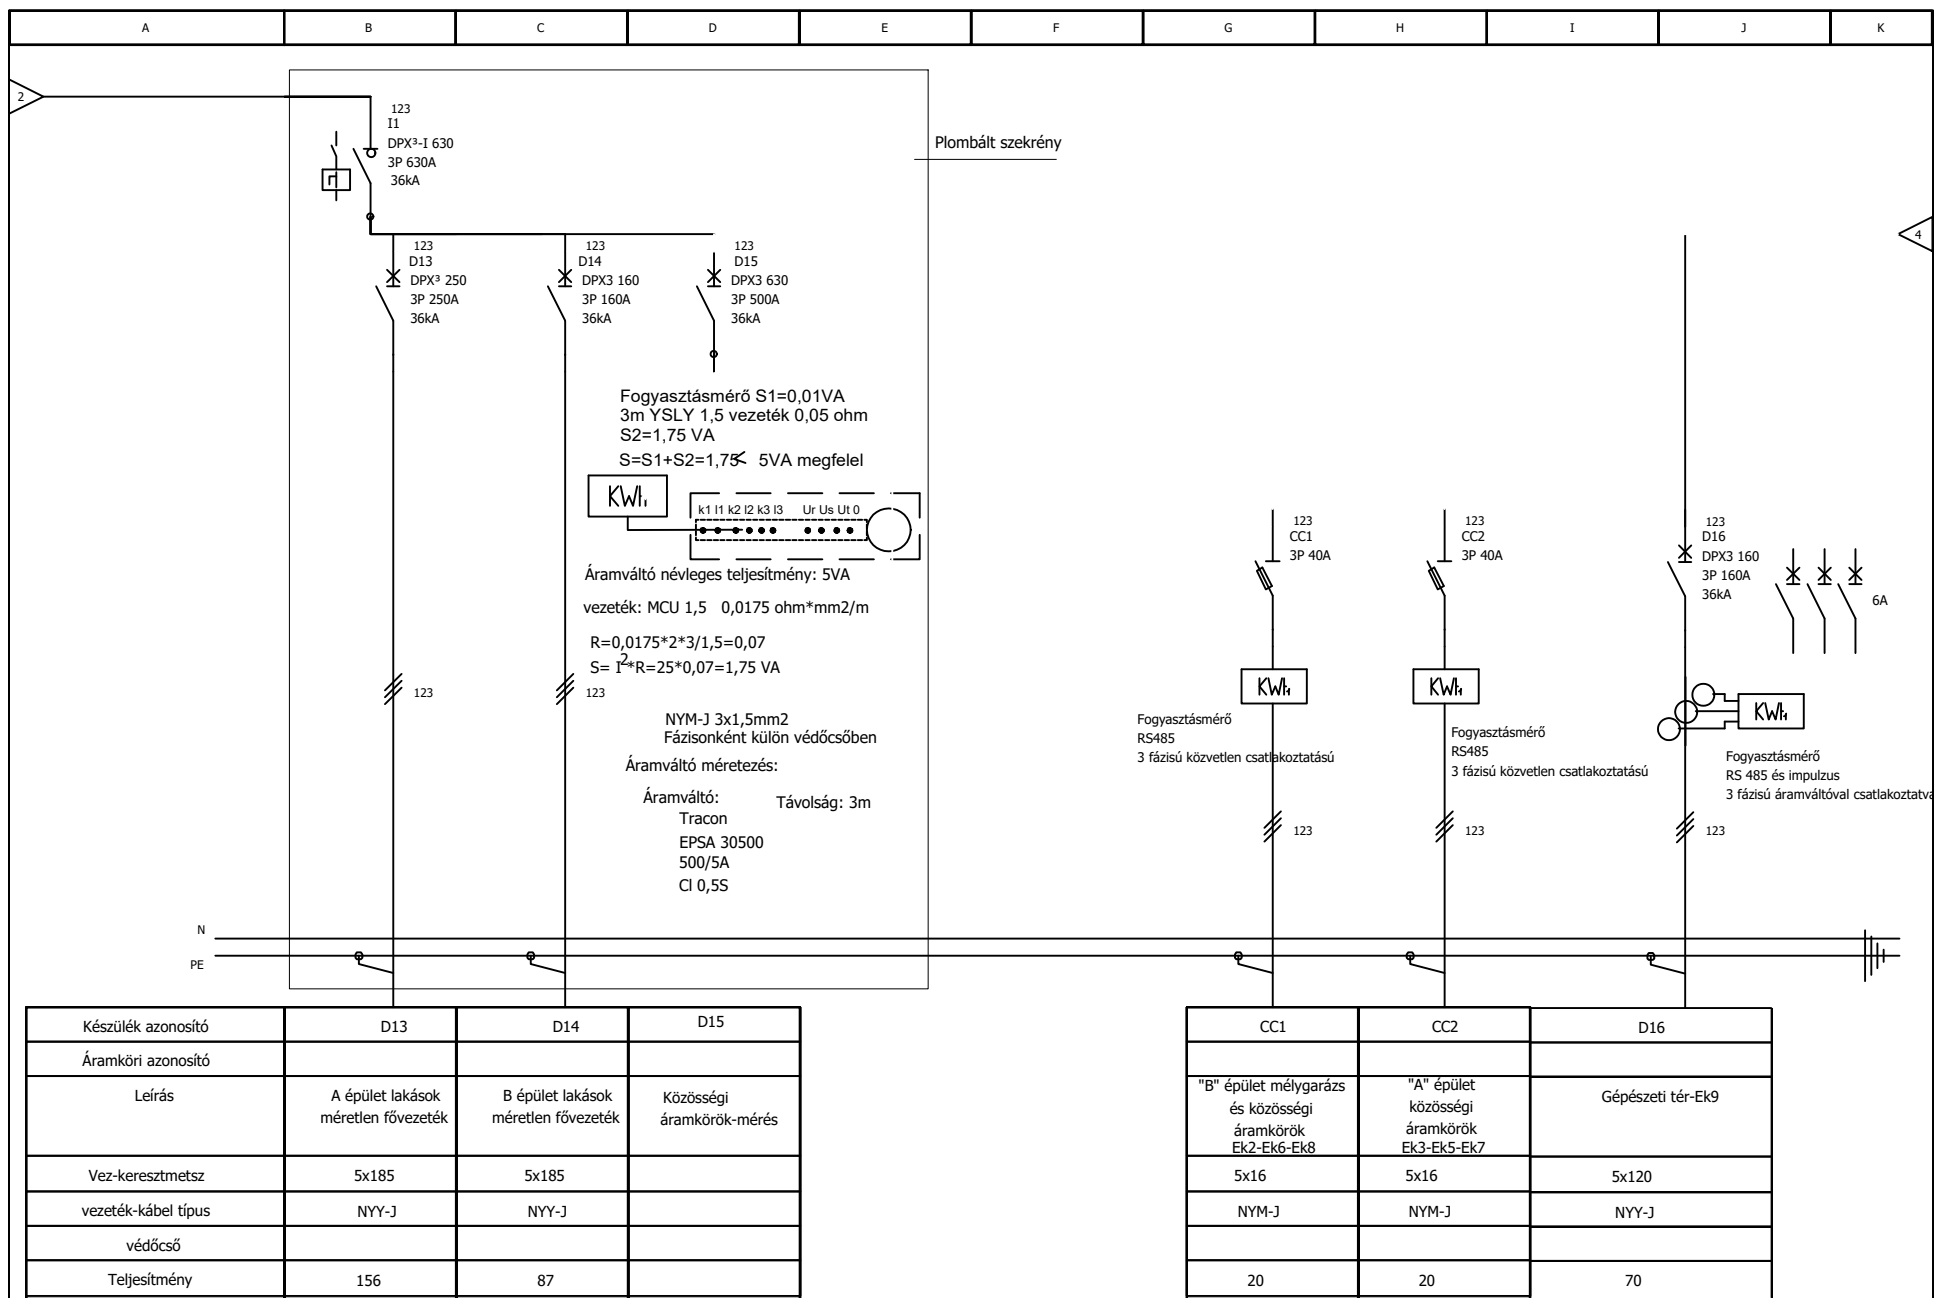 A B C D E F G H I J K
2
123
I1
DPX³-I 630
3P 630A
36kA
Plombált szekrény
4
123
D13
DPX³ 250
3P 250A
36kA
123
D14
DPX3 160
3P 160A
36kA
123
D15
DPX3 630
3P 500A
36kA
Fogyasztásmérő S1=0,01VA
3m YSLY 1,5 vezeték 0,05 ohm
S2=1,75 VA
S=S1+S2=1,75< 5VA megfelel
KWh
k1 l1 k2 l2 k3 l3 Ur Us Ut 0
Áramváltó névleges teljesítmény: 5VA
vezeték: MCU 1,5 0,0175 ohm*mm2/m
R=0,0175*2*3/1,5=0,07
S= I²*R=25*0,07=1,75 VA
123
123
NYM-J 3x1,5mm2
Fázisonként külön védőcsőben
Áramváltó méretezés:
Áramváltó: Távolság: 3m
Tracon
EPSA 30500
500/5A
Cl 0,5S
123
CC1
3P 40A
KWh
Fogyasztásmérő
RS485
3 fázisú közvetlen csatlakoztatású
123
123
CC2
3P 40A
KWh
Fogyasztásmérő
RS485
3 fázisú közvetlen csatlakoztatású
123
123
D16
DPX3 160
3P 160A
36kA
6A
KWh
Fogyasztásmérő
RS 485 és impulzus
3 fázisú áramváltóval csatlakoztatva
123
N
PE
Készülék azonosító D13 D14 D15 CC1 CC2 D16
Áramköri azonosító
Leírás
A épület lakások
méretlen fővezeték
B épület lakások
méretlen fővezeték
Közösségi
áramkörök-mérés
"B" épület mélygarázs
és közösségi
áramkörök
Ek2-Ek6-Ek8
"A" épület
közösségi
áramkörök
Ek3-Ek5-Ek7
Gépészeti tér-Ek9
Vez-keresztmetsz 5x185 5x185 5x16 5x16 5x120
vezeték-kábel típus NYY-J NYY-J NYM-J NYM-J NYY-J
védőcső
Teljesítmény 156 87 20 20 70